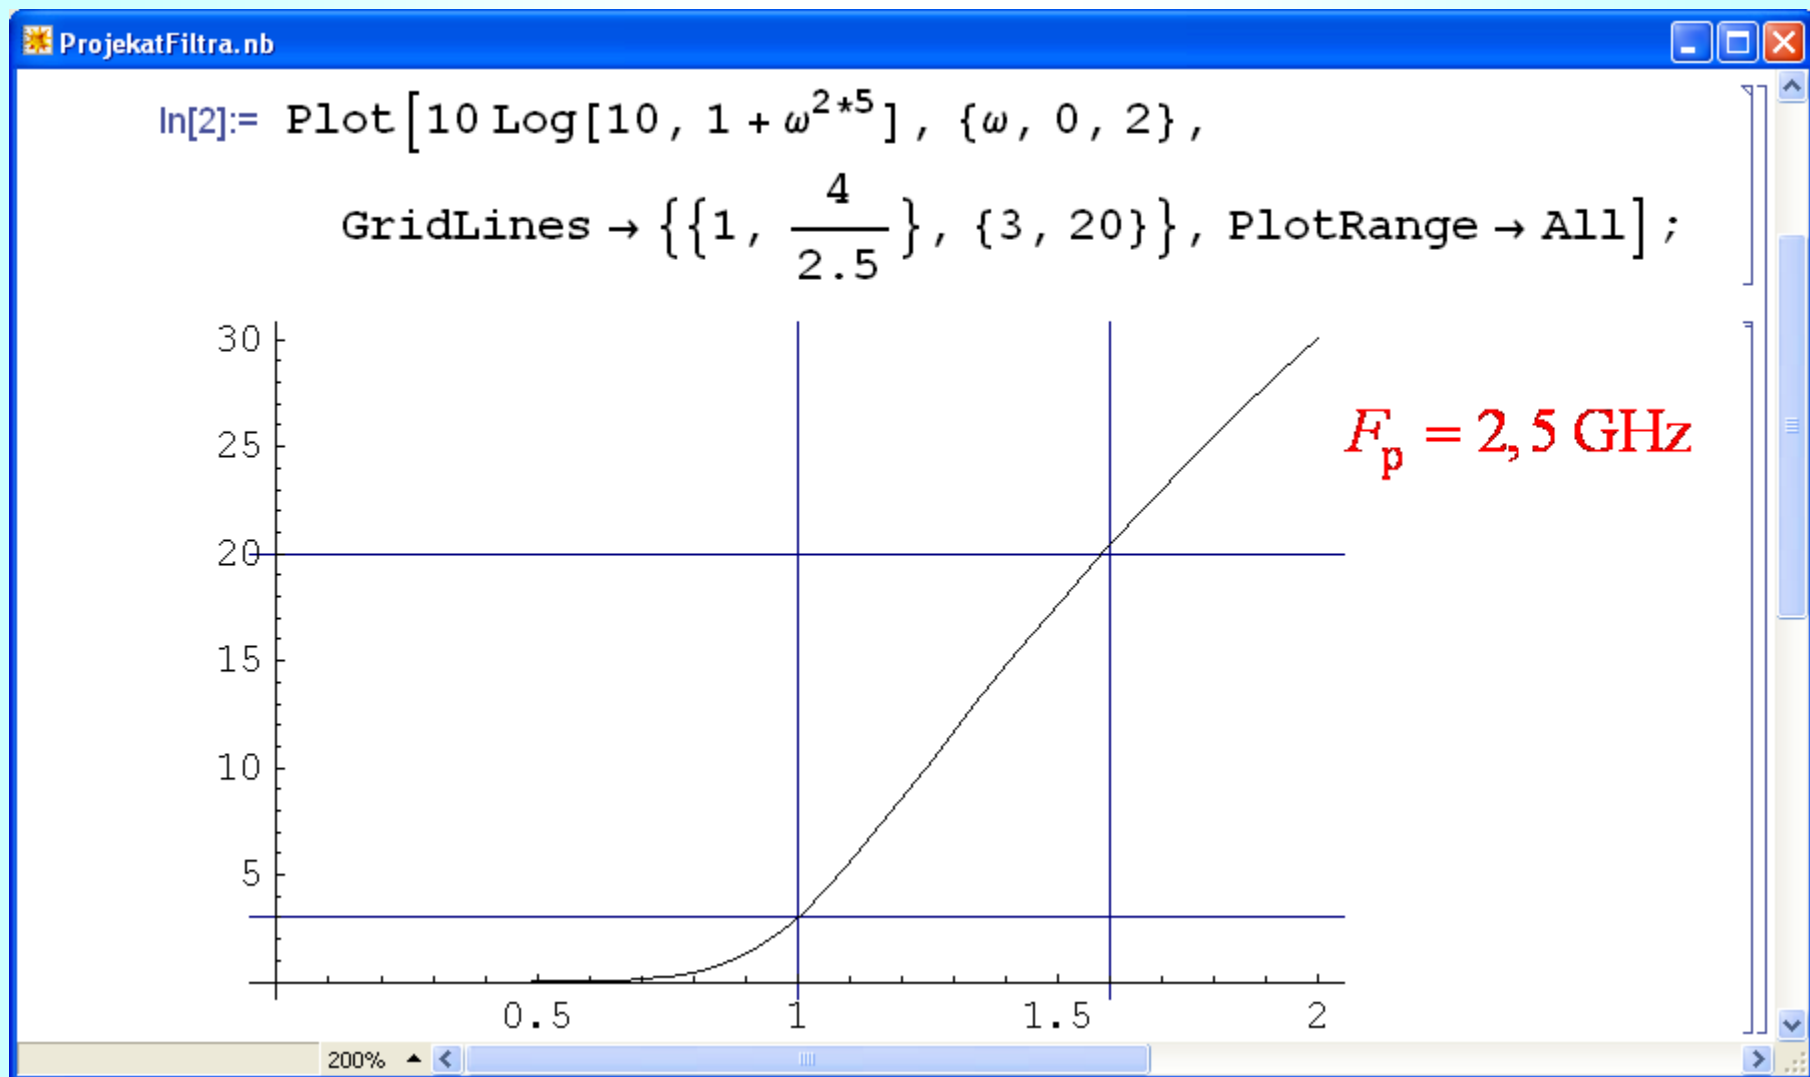 ProjekatFiltra.nb
In[2]:= Plot[10 Log[10, 1 + ω^(2*5)], {ω, 0, 2},
GridLines → {{1, 4/2.5}, {3, 20}}, PlotRange → All];
30
25
F_p = 2,5 GHz
20
15
10
5
0.5 1 1.5 2
200%